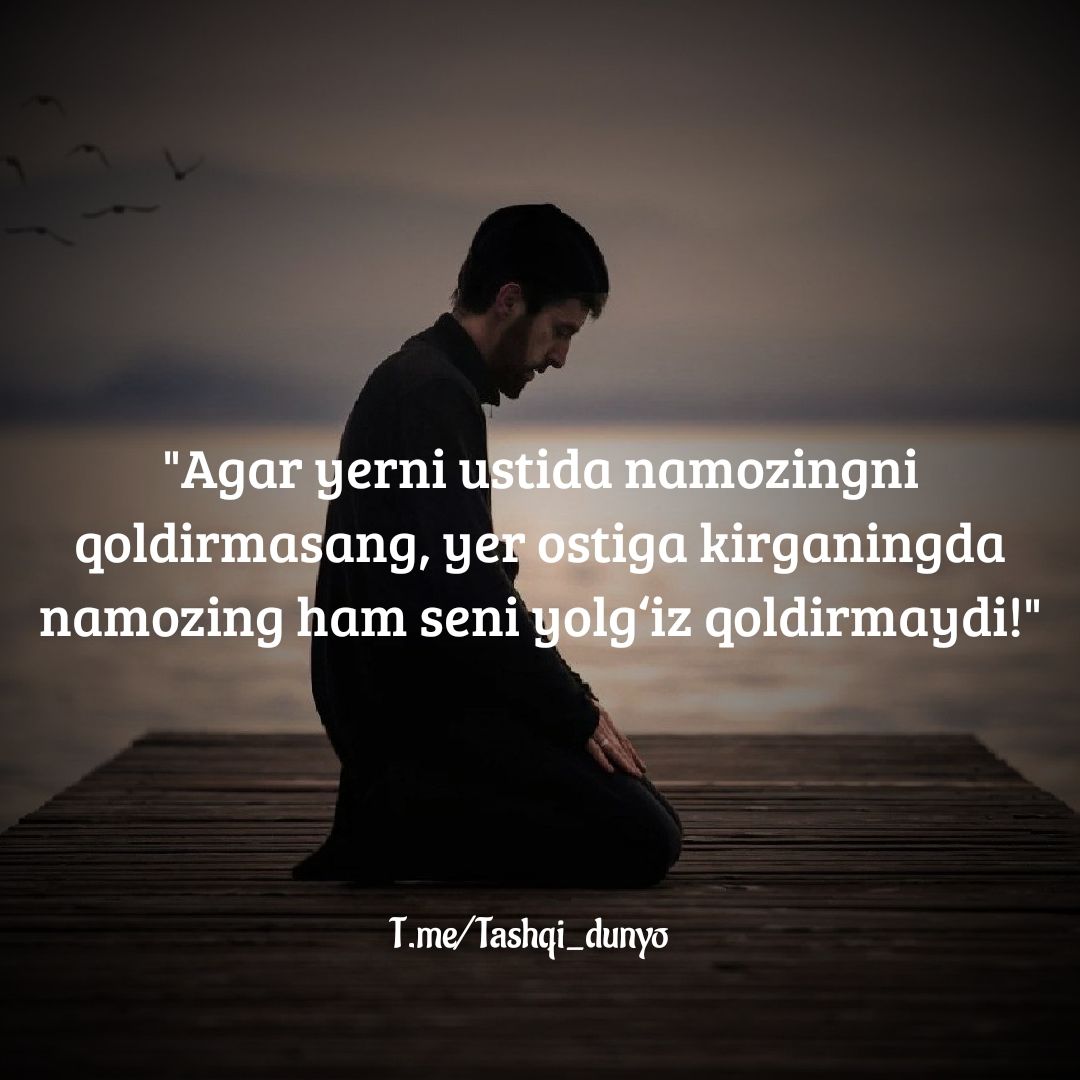 "Agar yerni ustida namozingni
qoldirmasang, yer ostiga kirganingda
namozing ham seni yolg‘iz qoldirmaydi!"
T.me/Tashqi_dunyo